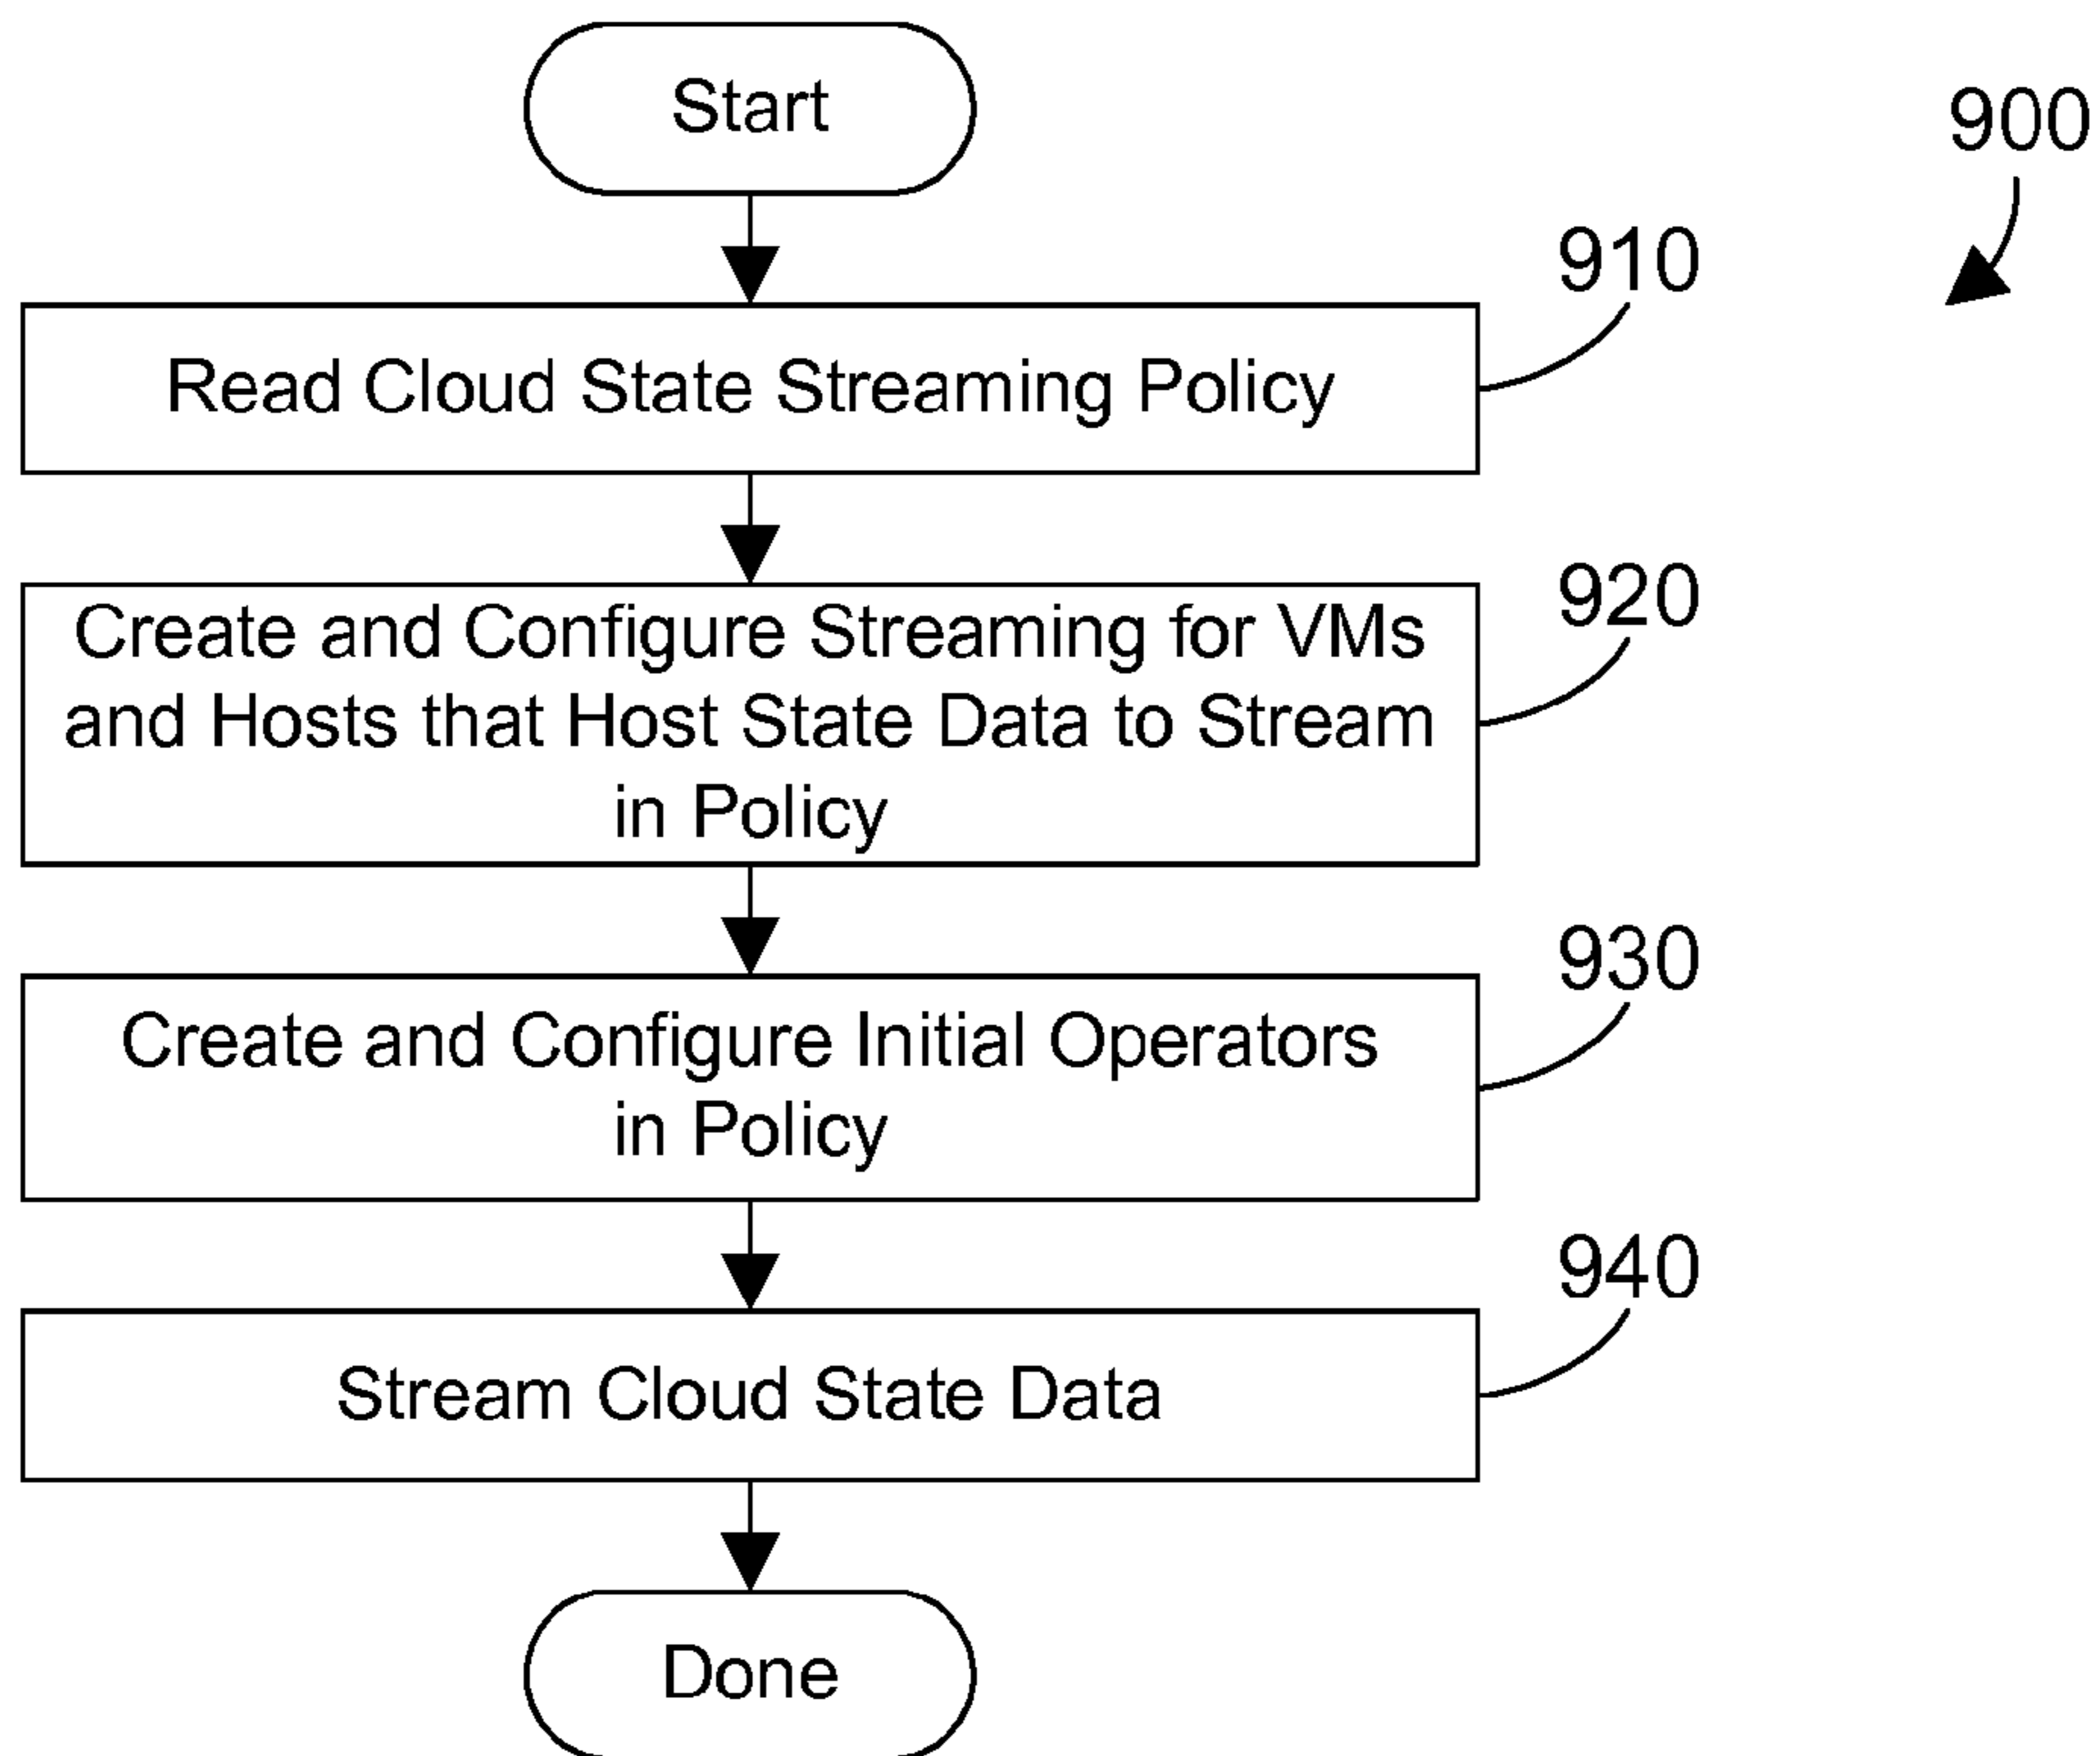 Start
900
910
Read Cloud State Streaming Policy
920
Create and Configure Streaming for VMs
and Hosts that Host State Data to Stream
in Policy
930
Create and Configure Initial Operators
in Policy
940
Stream Cloud State Data
Done